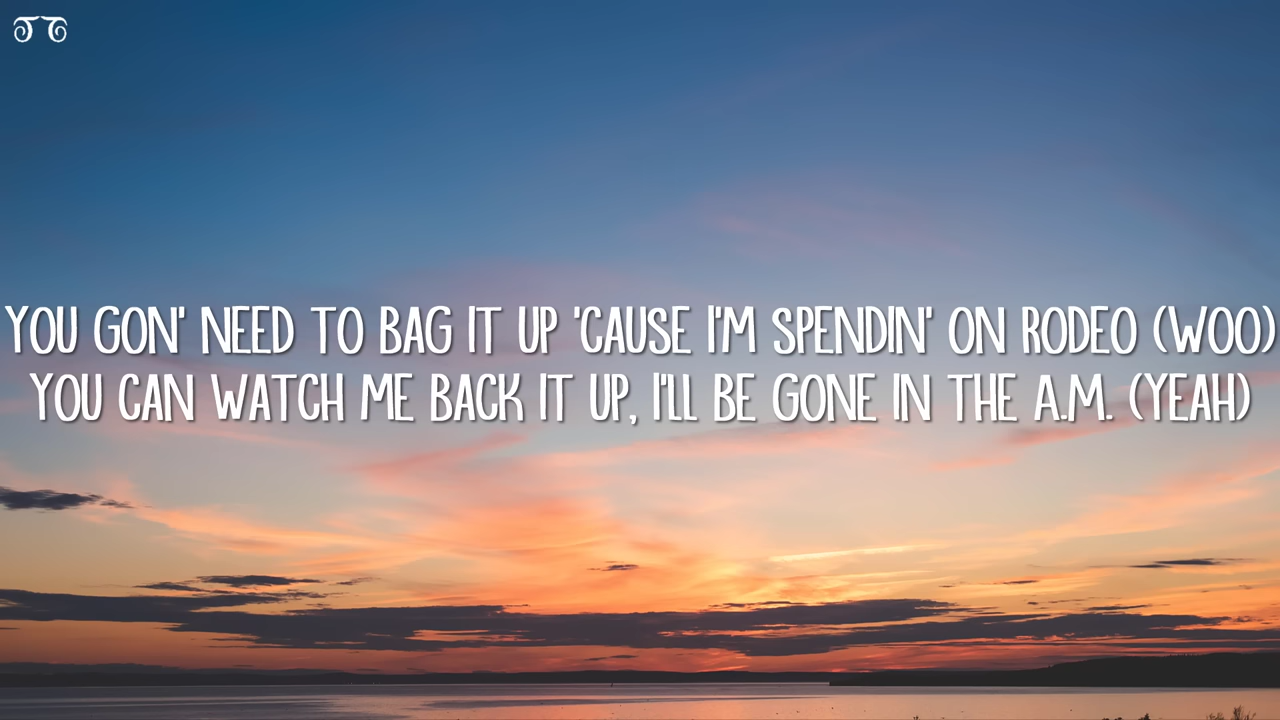 YOU GON' NEED TO BAG IT UP 'CAUSE I'M SPENDIN' ON RODEO (WOO)
YOU CAN WATCH ME BACK IT UP, I'LL BE GONE IN THE A.M. (YEAH)